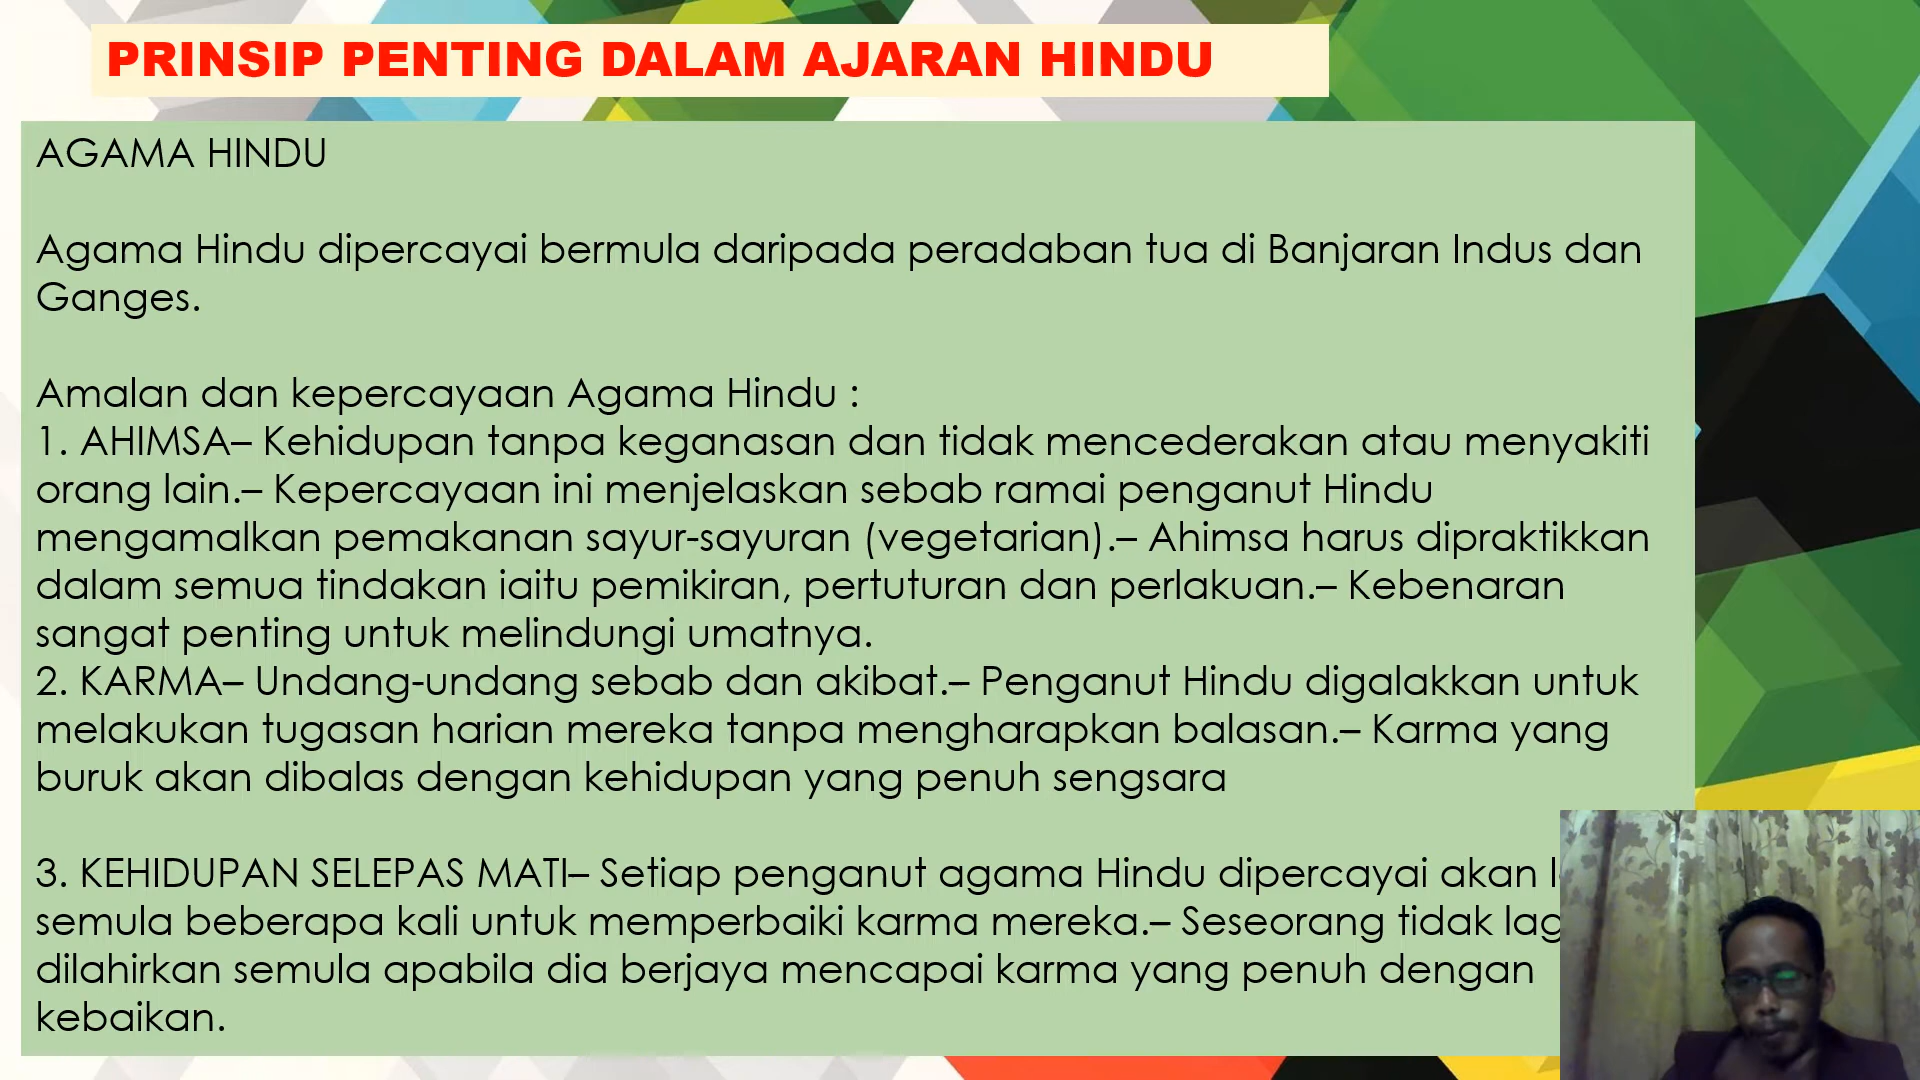 PRINSIP PENTING DALAM AJARAN HINDU
AGAMA HINDU
Agama Hindu dipercayai bermula daripada peradaban tua di Banjaran Indus dan
Ganges.
Amalan dan kepercayaan Agama Hindu :
1. AHIMSA– Kehidupan tanpa keganasan dan tidak mencederakan atau menyakiti
orang lain.– Kepercayaan ini menjelaskan sebab ramai penganut Hindu
mengamalkan pemakanan sayur-sayuran (vegetarian).– Ahimsa harus dipraktikkan
dalam semua tindakan iaitu pemikiran, pertuturan dan perlakuan.– Kebenaran
sangat penting untuk melindungi umatnya.
2. KARMA– Undang-undang sebab dan akibat.– Penganut Hindu digalakkan untuk
melakukan tugasan harian mereka tanpa mengharapkan balasan.– Karma yang
buruk akan dibalas dengan kehidupan yang penuh sengsara
3. KEHIDUPAN SELEPAS MATI– Setiap penganut agama Hindu dipercayai akan
semula beberapa kali untuk memperbaiki karma mereka.– Seseorang tidak
dilahirkan semula apabila dia berjaya mencapai karma yang penuh dengan
kebaikan.